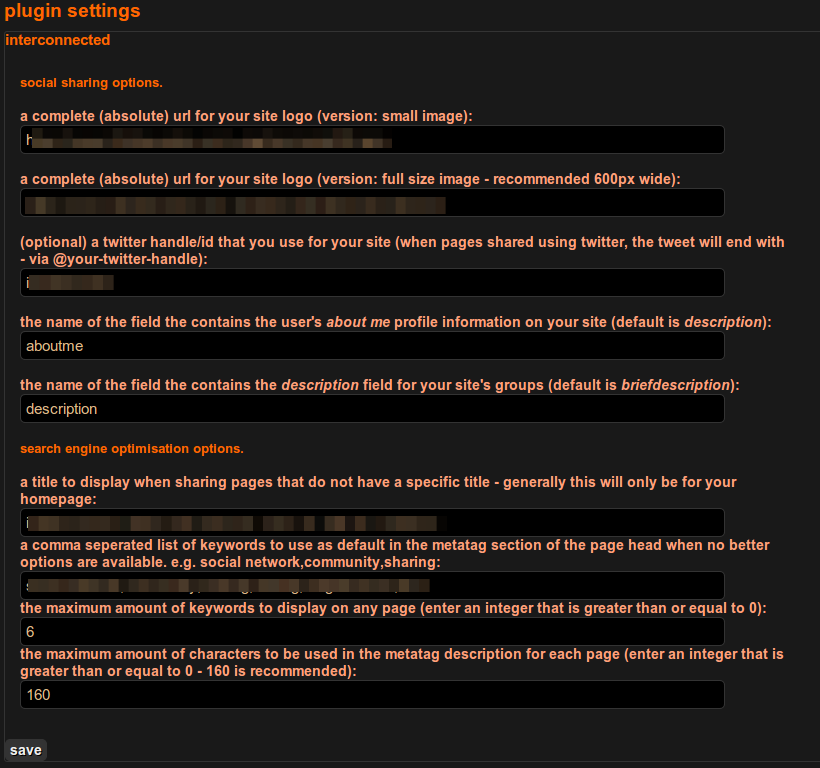 plugin settings
interconnected
social sharing options.
a complete (absolute) url for your site logo (version: small image):
a complete (absolute) url for your site logo (version: full size image - recommended 600px wide):
(optional) a twitter handle/id that you use for your site (when pages shared using twitter, the tweet will end with
- via @your-twitter-handle):
the name of the field the contains the user's about me profile information on your site (default is description):
aboutme
the name of the field the contains the description field for your site's groups (default is briefdescription):
description
search engine optimisation options.
a title to display when sharing pages that do not have a specific title - generally this will only be for your
homepage:
a comma seperated list of keywords to use as default in the metatag section of the page head when no better
options are available. e.g. social network,community,sharing:
the maximum amount of keywords to display on any page (enter an integer that is greater than or equal to 0):
6
the maximum amount of characters to be used in the metatag description for each page (enter an integer that is
greater than or equal to 0 - 160 is recommended):
160
save